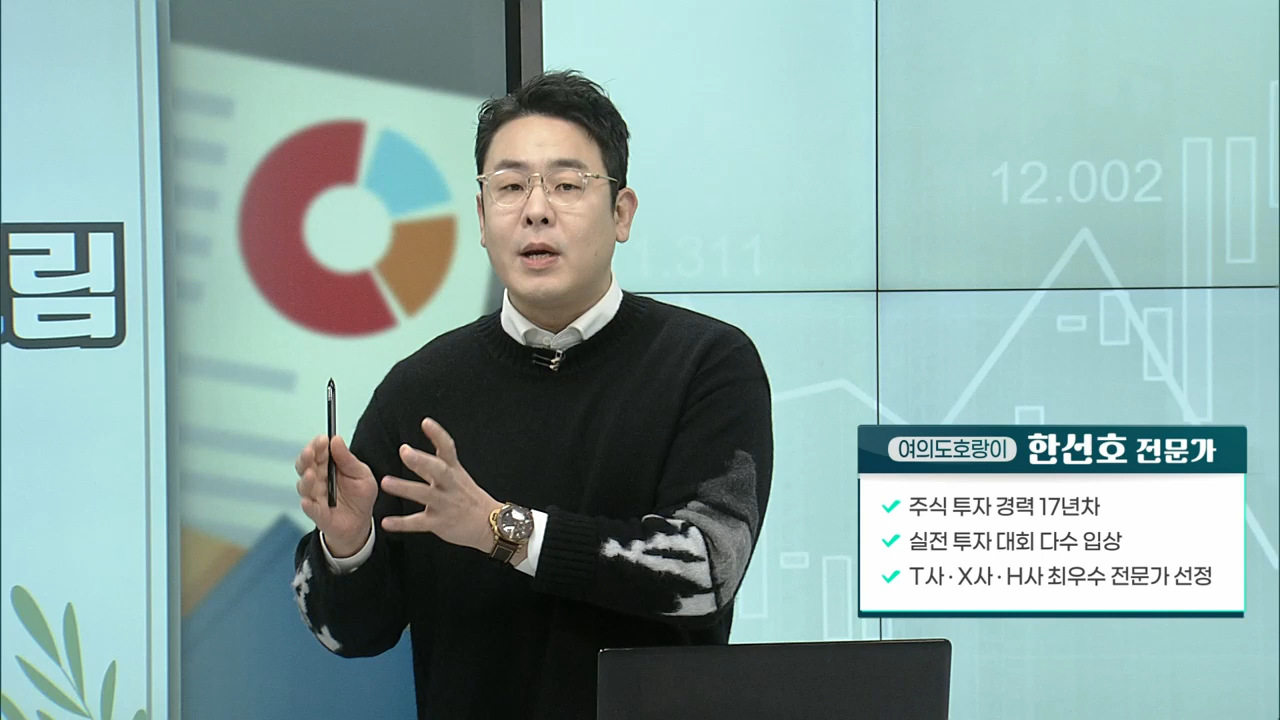 림
12.002
1.311
여의도호랑이 한선호 전문가
주식 투자 경력 17년차
실전 투자 대회 다수 입상
T사·X사·H사 최우수 전문가 선정